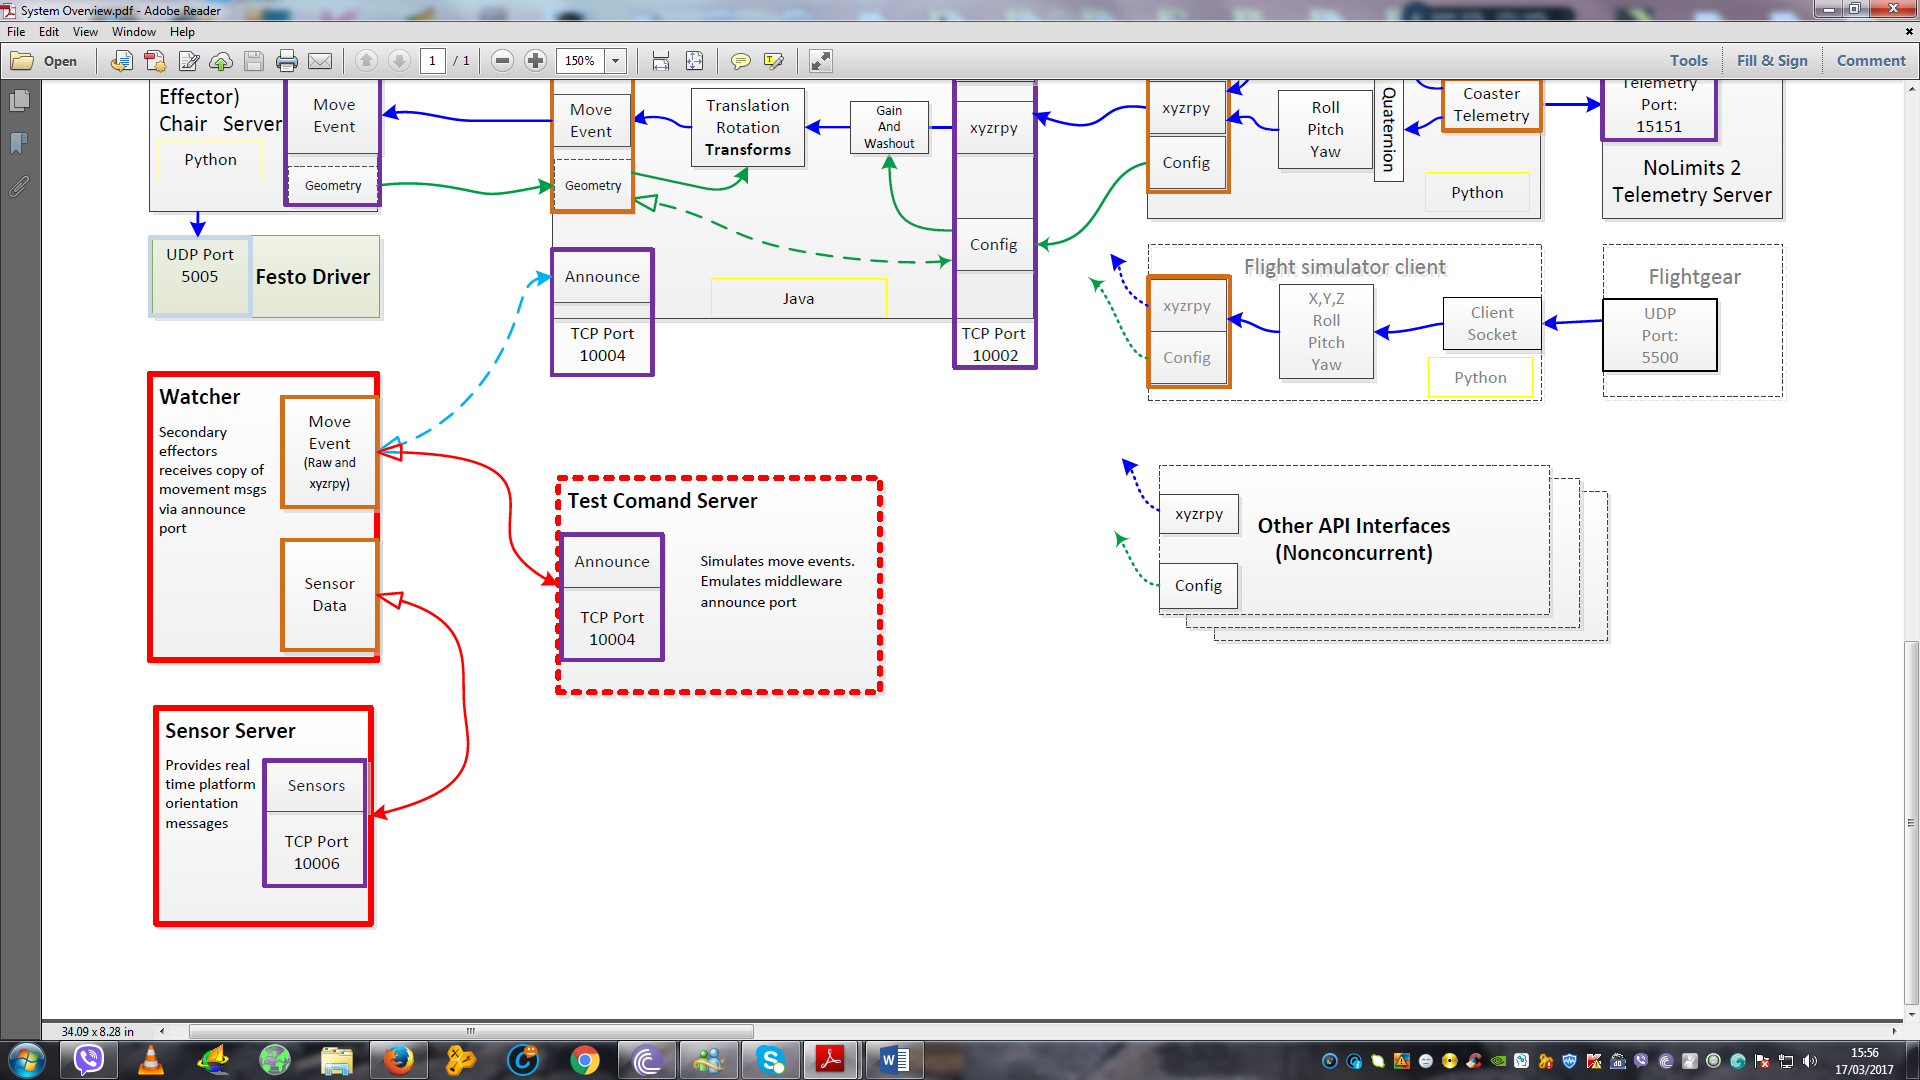 System Overview.pdf - Adobe Reader
File Edit View Window Help
Open
1 / 1
150%
Tools
Fill & Sign
Comment
Effector)
Chair Server
Python
Move
Event
Geometry
UDP Port
5005
Festo Driver
Move
Event
Geometry
Translation
Rotation
Transforms
Gain
And
Washout
xyzrpy
Config
TCP Port
10002
Announce
TCP Port
10004
Java
xyzrpy
Config
Roll
Pitch
Yaw
Quaternion
Coaster
Telemetry
Python
Telemetry
Port:
15151
NoLimits 2
Telemetry Server
Flight simulator client
xyzrpy
Config
X,Y,Z
Roll
Pitch
Yaw
Client
Socket
Python
Flightgear
UDP
Port:
5500
Watcher
Secondary
effectors
receives copy of
movement msgs
via announce
port
Move
Event
(Raw and
xyzrpy)
Sensor
Data
Test Comand Server
Announce
TCP Port
10004
Simulates move events.
Emulates middleware
announce port
xyzrpy
Config
Other API Interfaces
(Nonconcurrent)
Sensor Server
Provides real
time platform
orientation
messages
Sensors
TCP Port
10006
34.09 x 8.28 in
15:56
17/03/2017